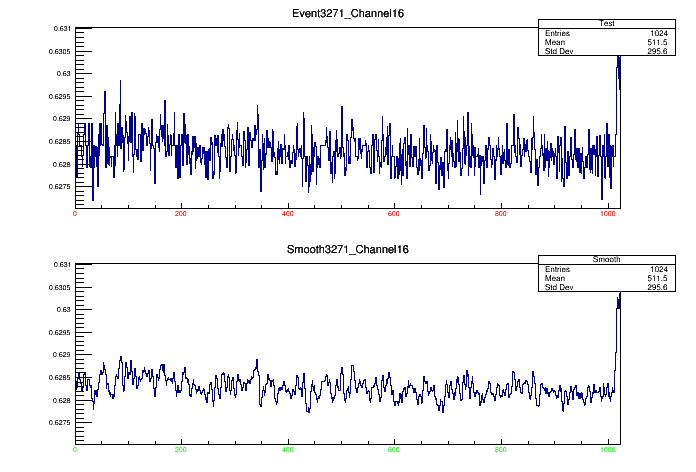 Event3271_Channel16
Test
Entries 1024
Mean 511.5
Std Dev 295.6
0.631
0.6305
0.63
0.6295
0.629
0.6285
0.628
0.6275
0 200 400 600 800 1000
Smooth3271_Channel16
Smooth
Entries 1024
Mean 511.5
Std Dev 295.6
0.631
0.6305
0.63
0.6295
0.629
0.6285
0.628
0.6275
0 200 400 600 800 1000